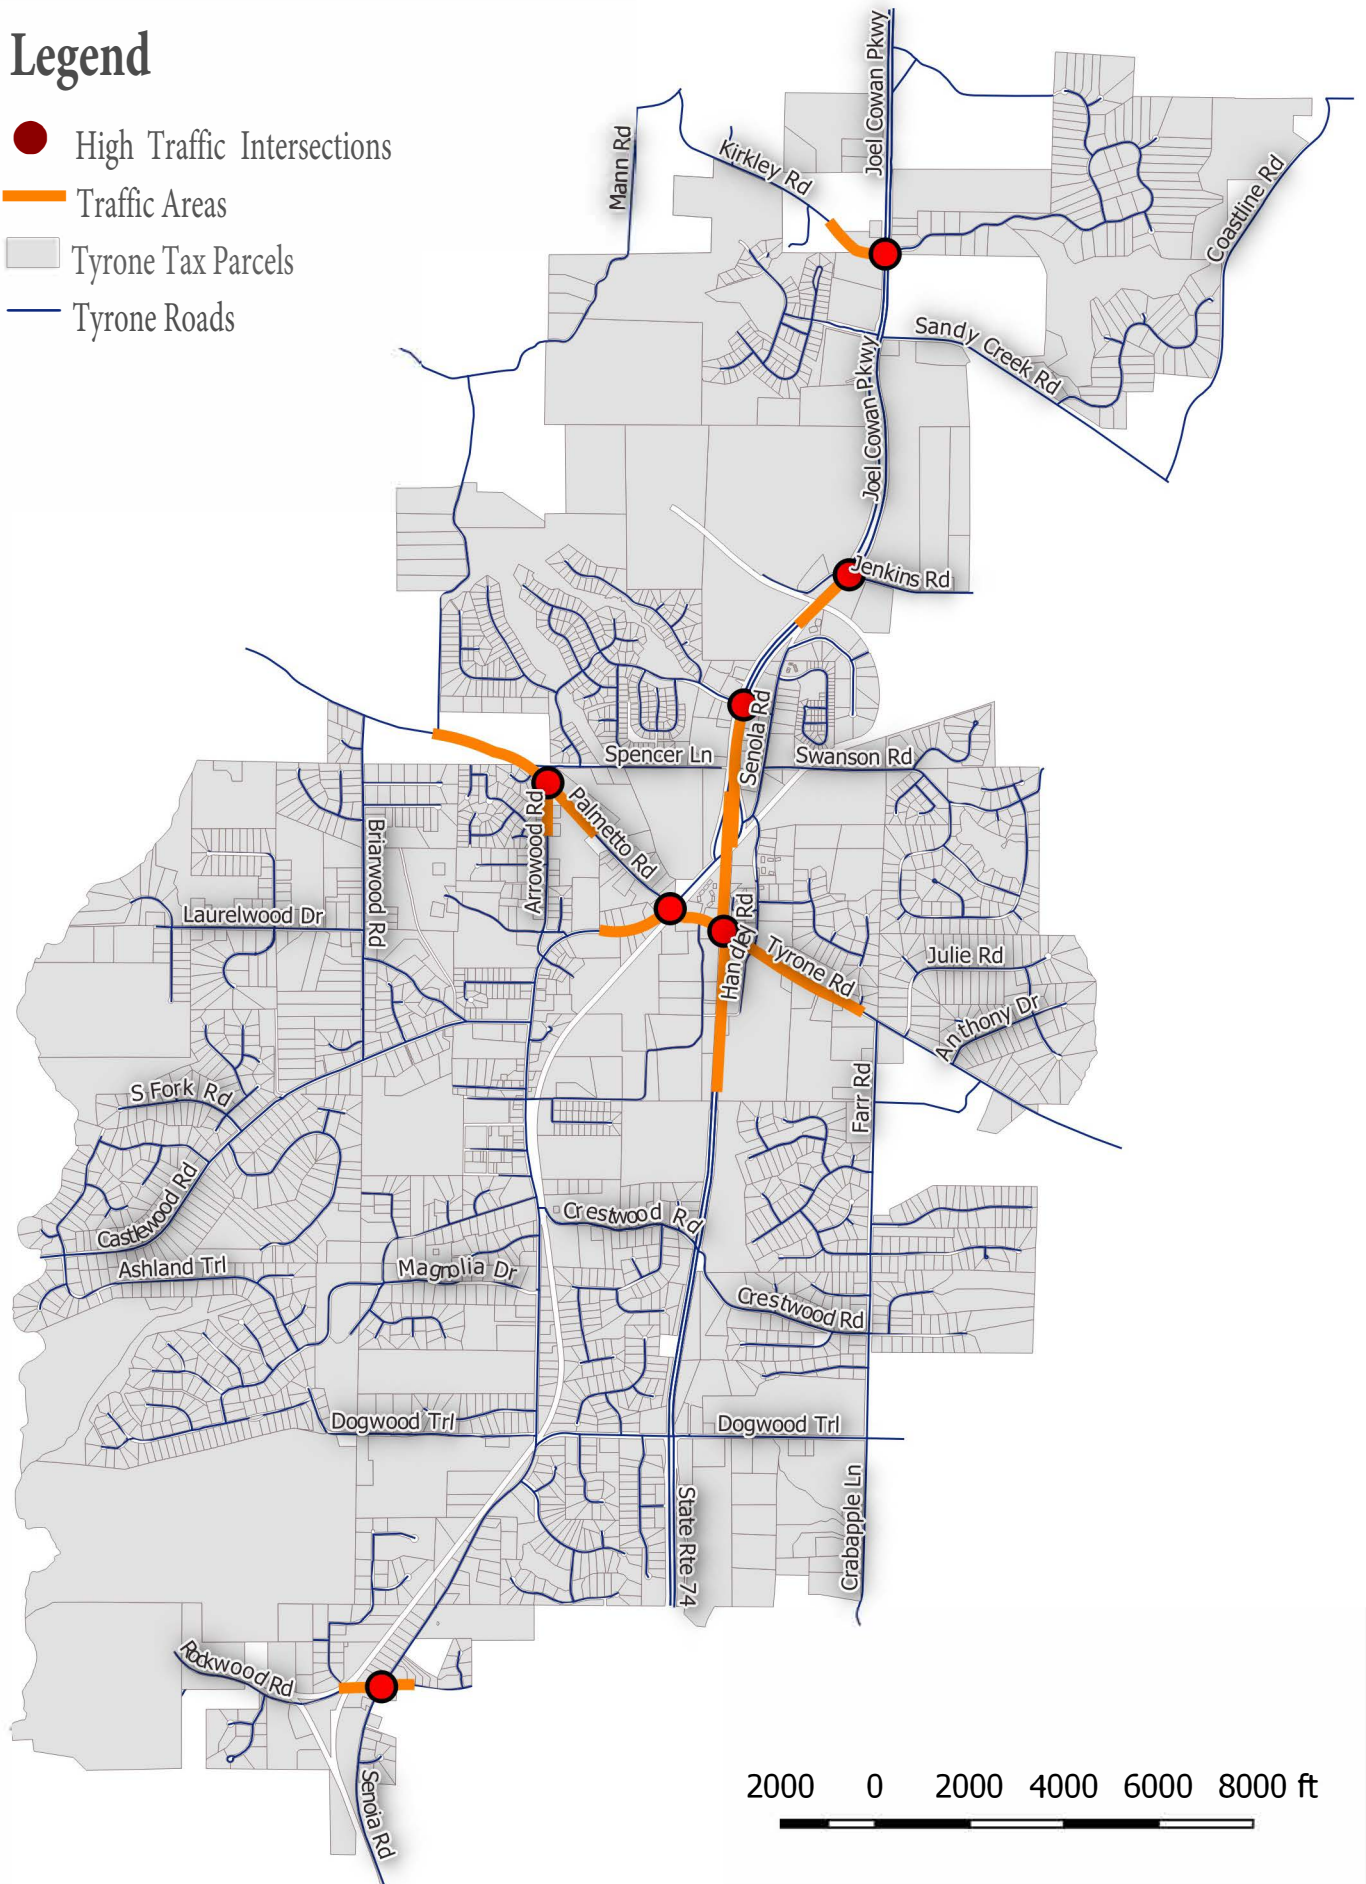 Legend
High Traffic Intersections
Traffic Areas
Tyrone Tax Parcels
Tyrone Roads
Joel Cowan Pkwy
Mann Rd
Kirkley Rd
Coastline Rd
Sandy Creek Rd
Joel Cowan Pkwy
Jenkins Rd
Senoia Rd
Spencer Ln
Swanson Rd
Palmetto Rd
Arrowood Rd
Briarwood Rd
Laurelwood Dr
Handley Rd
Tyrone Rd
Julie Rd
Anthony Dr
S Fork Rd
Farr Rd
Castlewood Rd
Crestwood Rd
Ashland Trl
Magnolia Dr
Crestwood Rd
Dogwood Trl
Dogwood Trl
State Rte 74
Crabapple Ln
Rockwood Rd
Senoia Rd
2000 0 2000 4000 6000 8000 ft